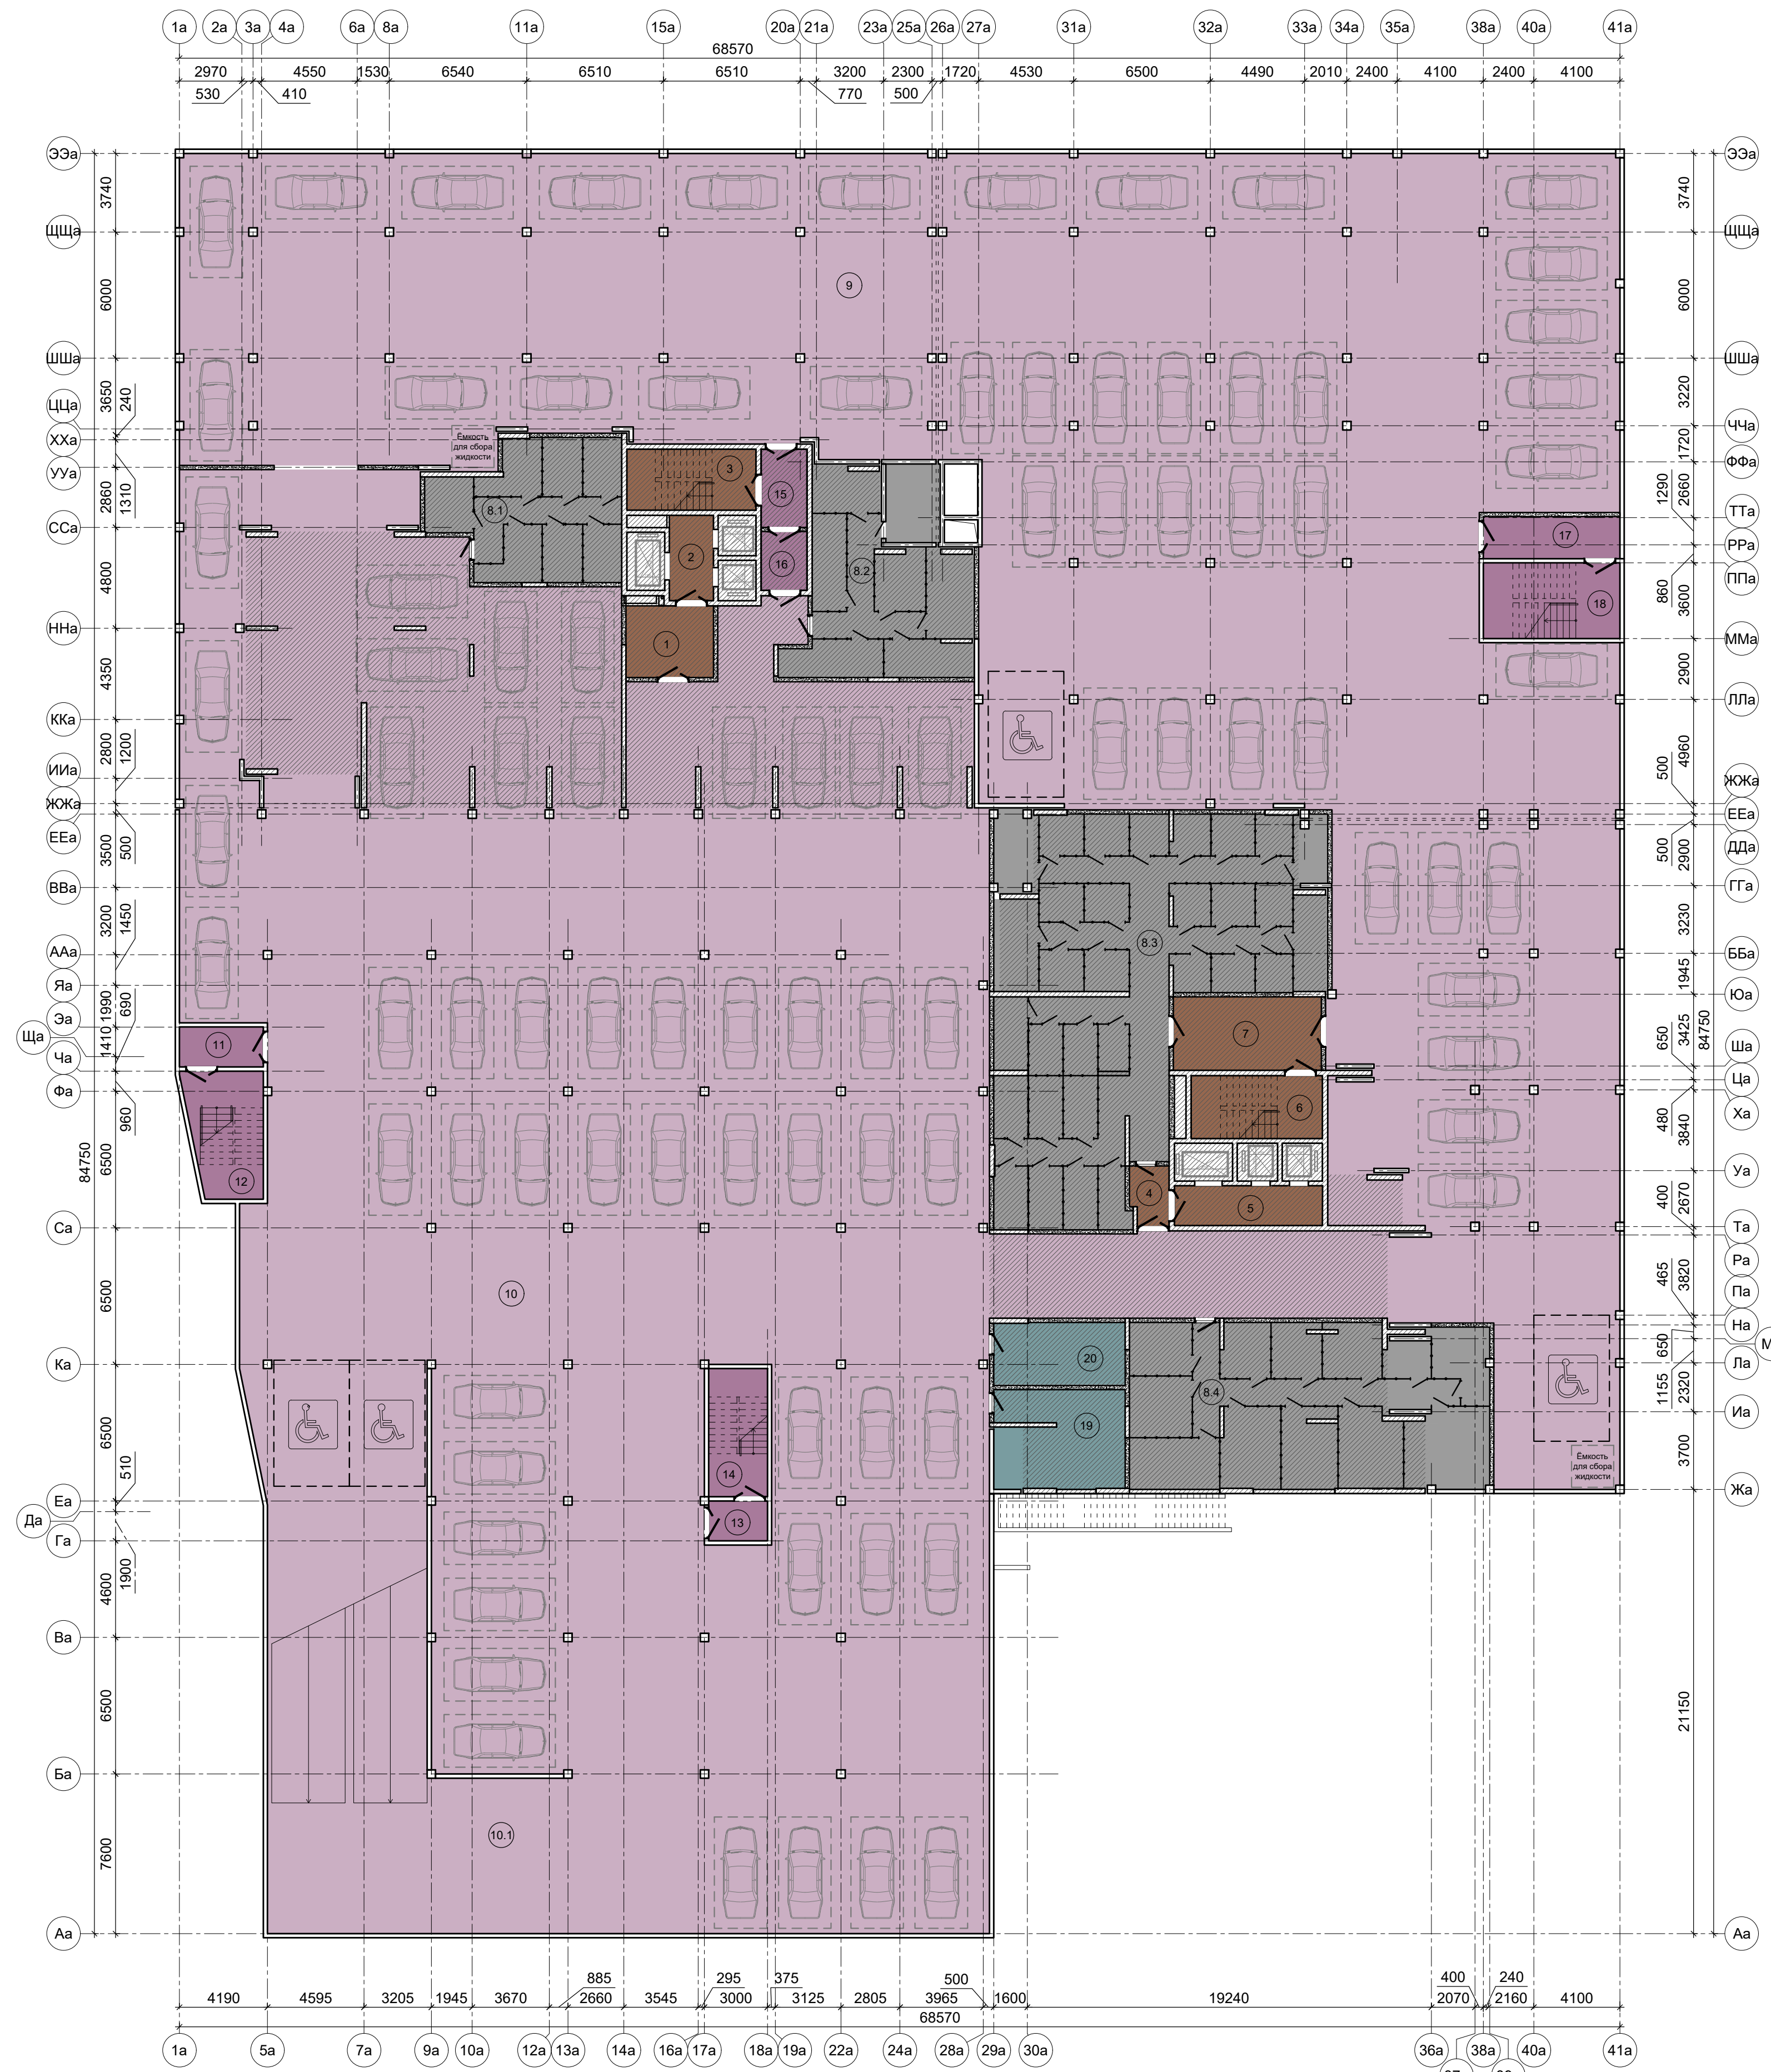 1а 2а 3а 4а 6а 8а 11а 15а 20а 21а 23а 25а 26а 27а 31а 32а 33а 34а 35а 38а 40а 41а
68570
2970 4550 1530 6540 6510 6510 3200 2300 1720 4530 6500 4490 2010 2400 4100 2400 4100
530 410 770 500
ЭЭа ЭЭа
3740 3740
ЩЩа ЩЩа
6000 9 6000
ШШа ШШа
3650 240 3220
ЦЦа ЧЧа
ХХа
Ёмкость
для сбора
жидкости
УУа 3 1720 ФФа
2860 1310 8.1 15 1290 2660
ССа ТТа
2 16 8.2 17 РРа
4800 860 3600 ППа
18
ННа 1 ММа
4350 2900
ККа ЛЛа
2800 1200 500 4960
ИИа ЖЖа
ЖЖа ЕЕа
ЕЕа ДДа
3500 500 500 2900
ВВа ГГа
3200 14450 8.3 3230
ААа ББа
Яа 1945 Юа
1990 690
Эа 84750
Ща 11 7 650 3425 Ша
1410
Ча Ца
Фа 960 6 480 3840 Ха
84750 6500
12 4 5 Уа
400 2670
Са Та
6500 10 465 3820 Ра
Па
На
650 М
Ка 20 8.4 Ла
1155 2320
6500 510 19 Иа
14 3700
Ёмкость
для сбора
жидкости
Еа Жа
Да 13
Га
4600 1900
Ва
6500 21150
Ба
7600 10.1
Аа Аа
885 295 375 500 400 240
4190 4595 3205 1945 3670 2660 3545 3000 3125 2805 3965 1600 19240 2070 2160 4100
68570
1а 5а 7а 9а 10а 12а 13а 14а 16а 17а 18а 19а 22а 24а 28а 29а 30а 36а 38а 40а 41а